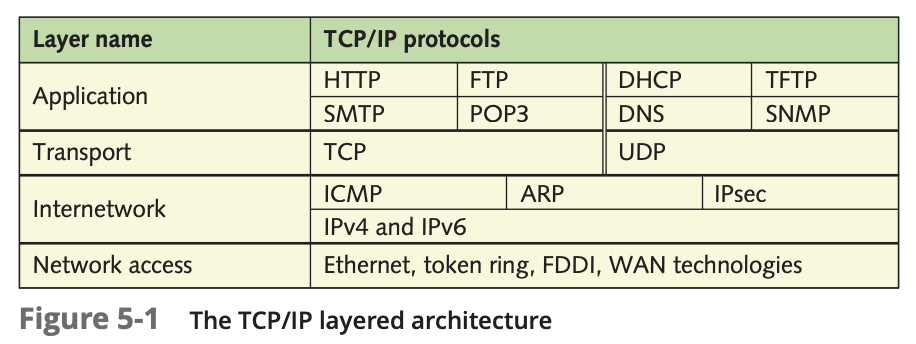 Layer name TCP/IP protocols
Application
HTTP FTP DHCP TFTP
SMTP POP3 DNS SNMP
Transport TCP UDP
Internetwork
ICMP ARP IPsec
IPv4 and IPv6
Network access Ethernet, token ring, FDDI, WAN technologies
Figure 5-1 The TCP/IP layered architecture